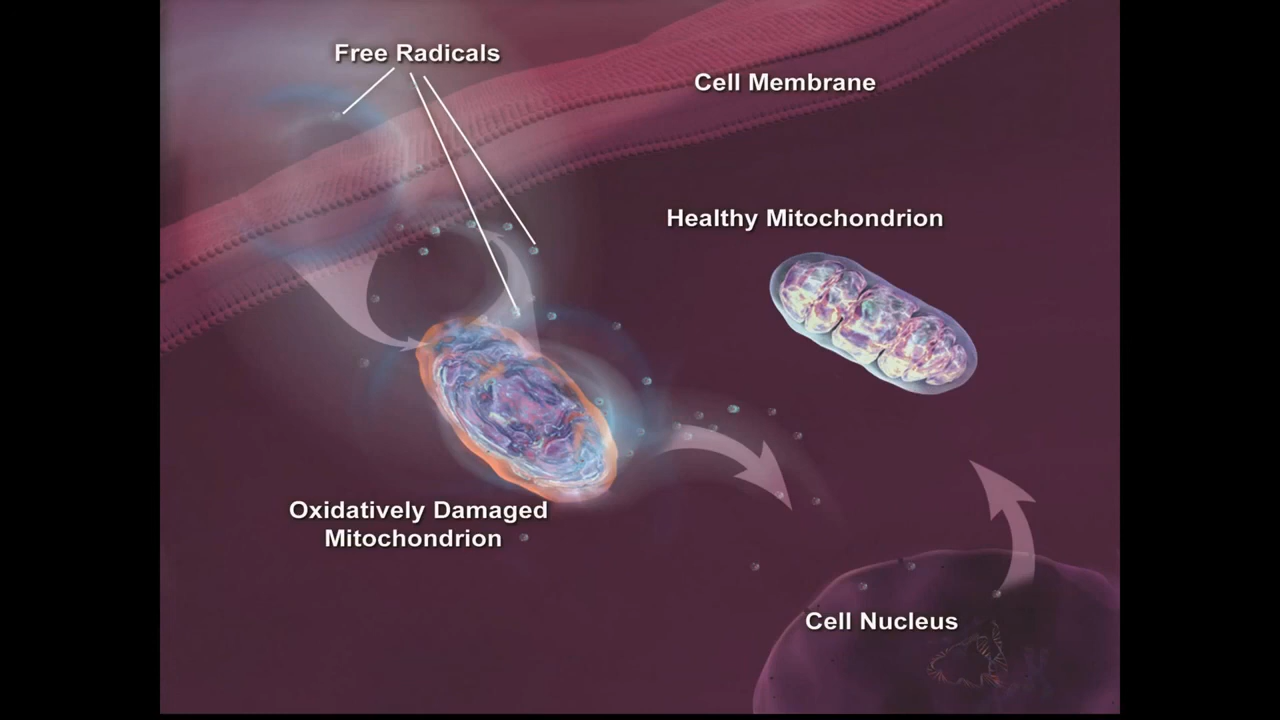 Free Radicals
Cell Membrane
Healthy Mitochondrion
Oxidatively Damaged
Mitochondrion
Cell Nucleus